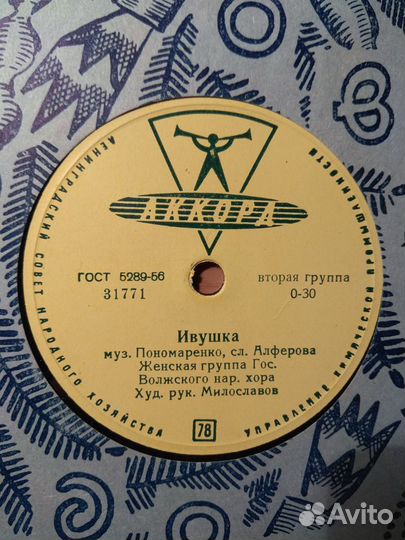 ЛЕНИНГРАДСКИЙ СОВЕТ НАРОДНОГО ХОЗЯЙСТВА
УПРАВЛЕНИЕ ХИМИЧЕСКОЙ ПРОМЫШЛЕННОСТИ
АККОРД
ГОСТ 5289-56
31771
вторая группа
0-30
Ивушка
муз. Пономаренко, сл. Алферова
Женская группа Гос.
Волжского нар. хора
Худ. рук. Милославов
78
Avito